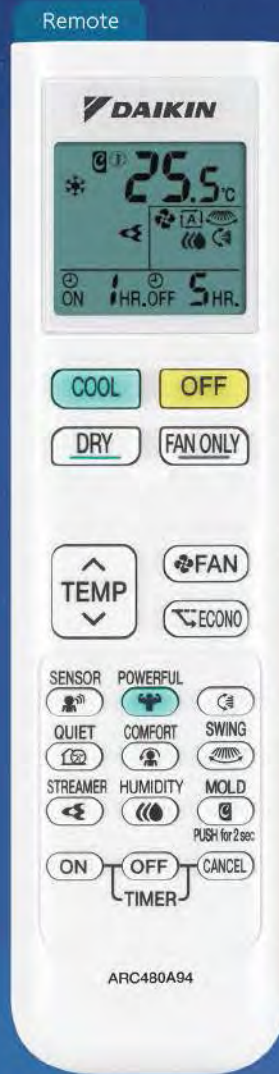 Remote
DAIKIN
25.5℃
A
ON 1HR. OFF 5HR.
COOL OFF
DRY FAN ONLY
TEMP
FAN
ECONO
SENSOR POWERFUL
QUIET COMFORT SWING
STREAMER HUMIDITY MOLD
PUSH for 2 sec
ON OFF CANCEL
TIMER
ARC480A94